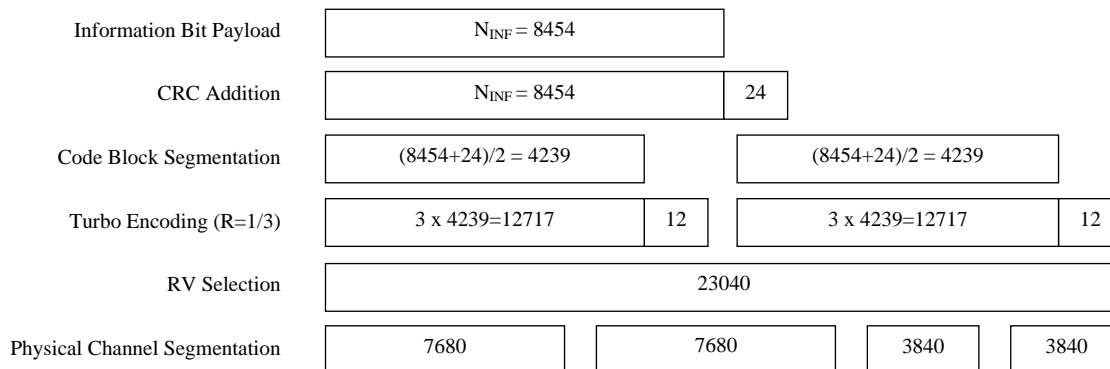 Information Bit Payload N_INF = 8454
CRC Addition N_INF = 8454 24
Code Block Segmentation (8454+24)/2 = 4239 (8454+24)/2 = 4239
Turbo Encoding (R=1/3) 3 x 4239=12717 12 3 x 4239=12717 12
RV Selection 23040
Physical Channel Segmentation 7680 7680 3840 3840